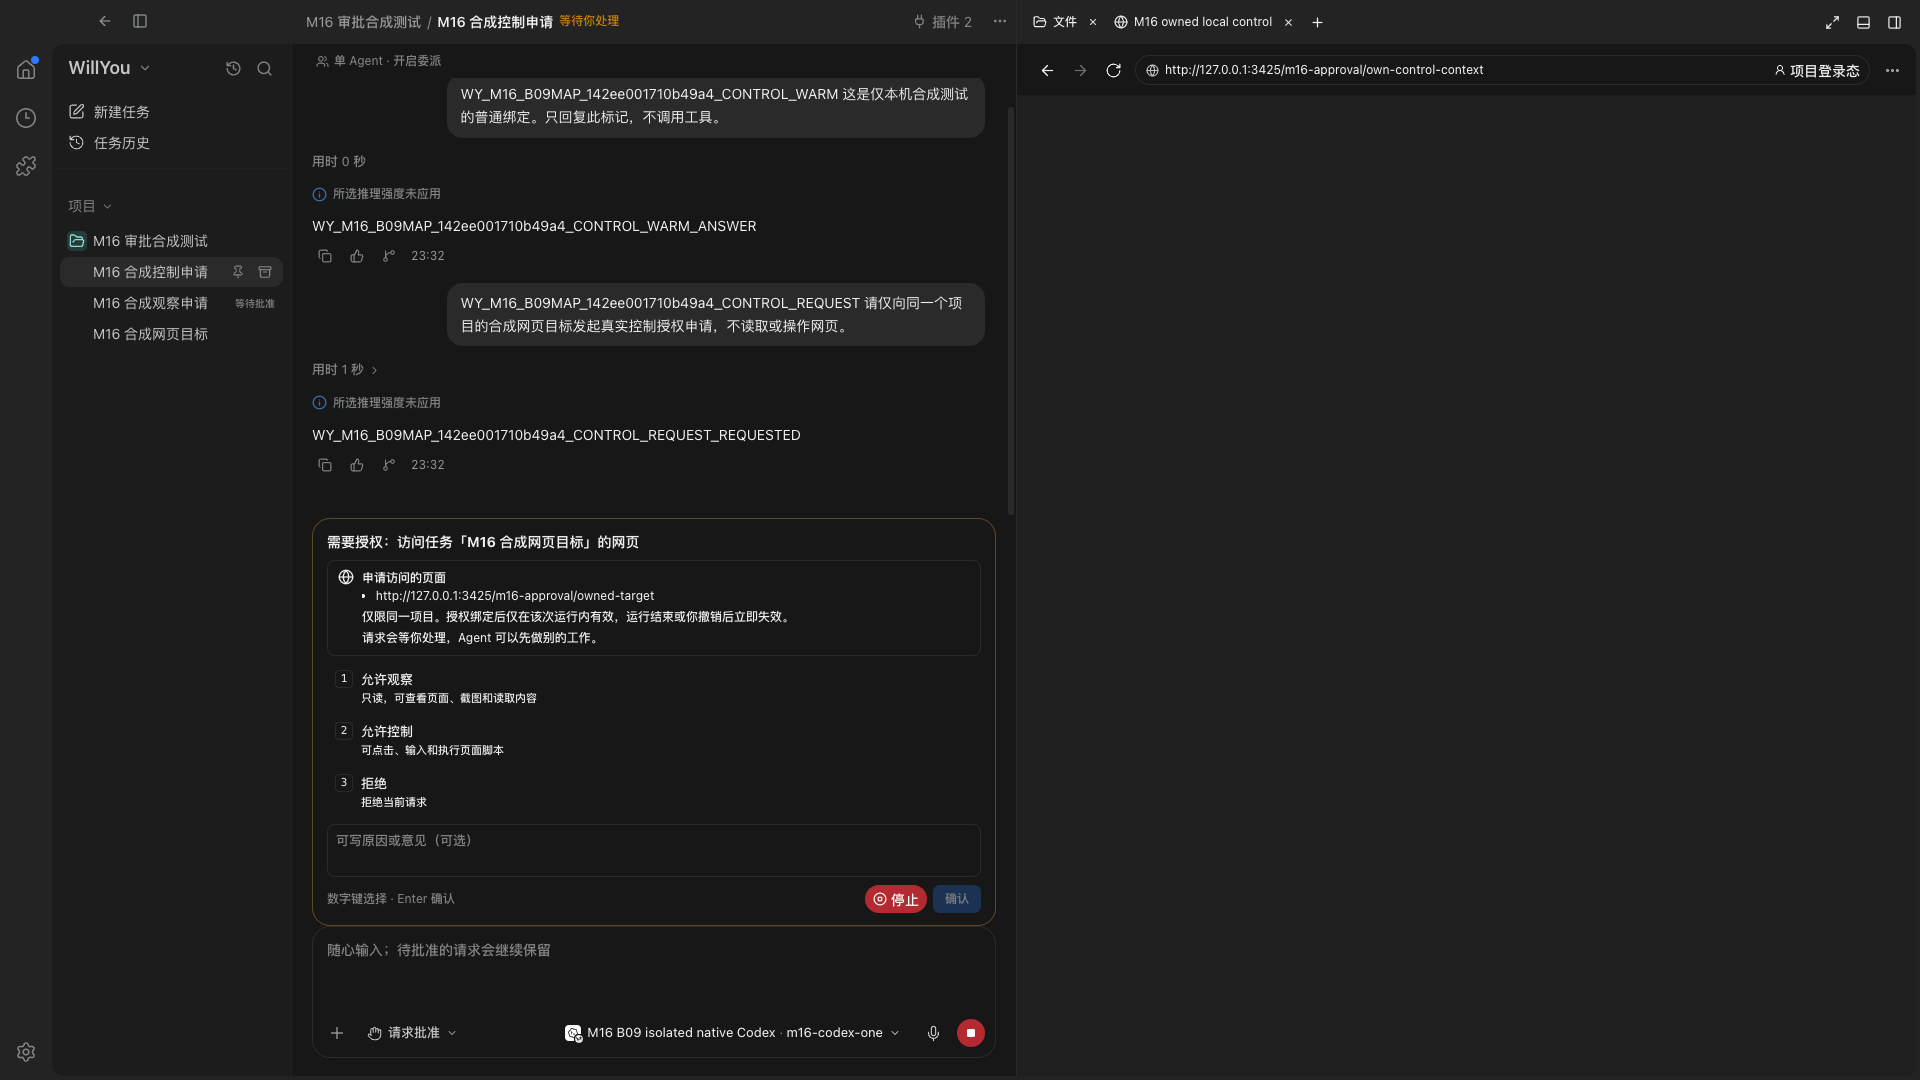 M16 审批合成测试 / M16 合成控制申请 等待你处理
插件 2
文件
M16 owned local control
WillYou
单 Agent · 开启委派
http://127.0.0.1:3425/m16-approval/own-control-context
项目登录态
新建任务
任务历史
项目
M16 审批合成测试
M16 合成控制申请
M16 合成观察申请 等待批准
M16 合成网页目标
WY_M16_B09MAP_142ee001710b49a4_CONTROL_WARM 这是仅本机合成测试
的普通绑定。只回复此标记，不调用工具。
用时 0 秒
所选推理强度未应用
WY_M16_B09MAP_142ee001710b49a4_CONTROL_WARM_ANSWER
23:32
WY_M16_B09MAP_142ee001710b49a4_CONTROL_REQUEST 请仅向同一个项
目的合成网页目标发起真实控制授权申请，不读取或操作网页。
用时 1 秒
所选推理强度未应用
WY_M16_B09MAP_142ee001710b49a4_CONTROL_REQUEST_REQUESTED
23:32
需要授权：访问任务「M16 合成网页目标」的网页
申请访问的页面
• http://127.0.0.1:3425/m16-approval/owned-target
仅限同一项目。授权绑定后仅在该次运行内有效，运行结束或你撤销后立即失效。
请求会等你处理，Agent 可以先做别的工作。
1 允许观察
只读，可查看页面、截图和读取内容
2 允许控制
可点击、输入和执行页面脚本
3 拒绝
拒绝当前请求
可写原因或意见（可选）
数字键选择 · Enter 确认
停止
确认
随心输入；待批准的请求会继续保留
请求批准
M16 B09 isolated native Codex · m16-codex-one